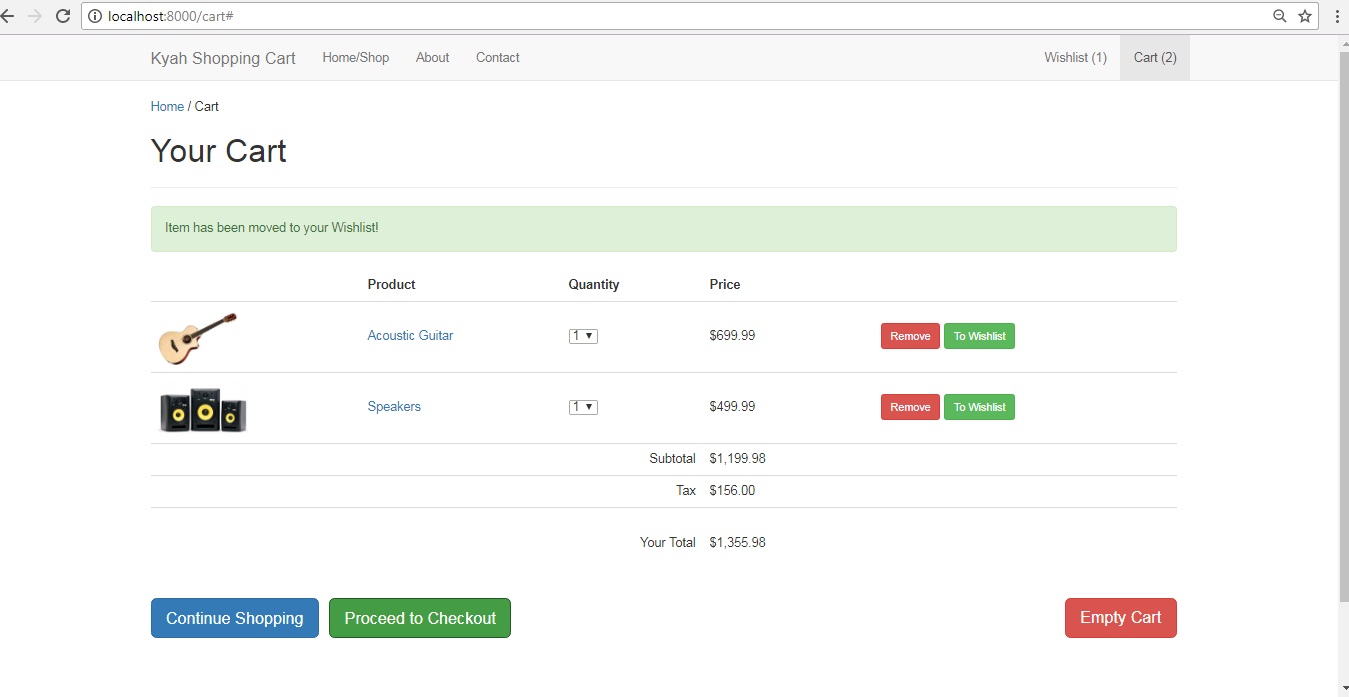 localhost:8000/cart#
Kyah Shopping Cart Home/Shop About Contact Wishlist (1) Cart (2)
Home / Cart
Your Cart
Item has been moved to your Wishlist!
Product Quantity Price
Acoustic Guitar 1 $699.99 Remove To Wishlist
Speakers 1 $499.99 Remove To Wishlist
Subtotal $1,199.98
Tax $156.00
Your Total $1,355.98
Continue Shopping Proceed to Checkout Empty Cart